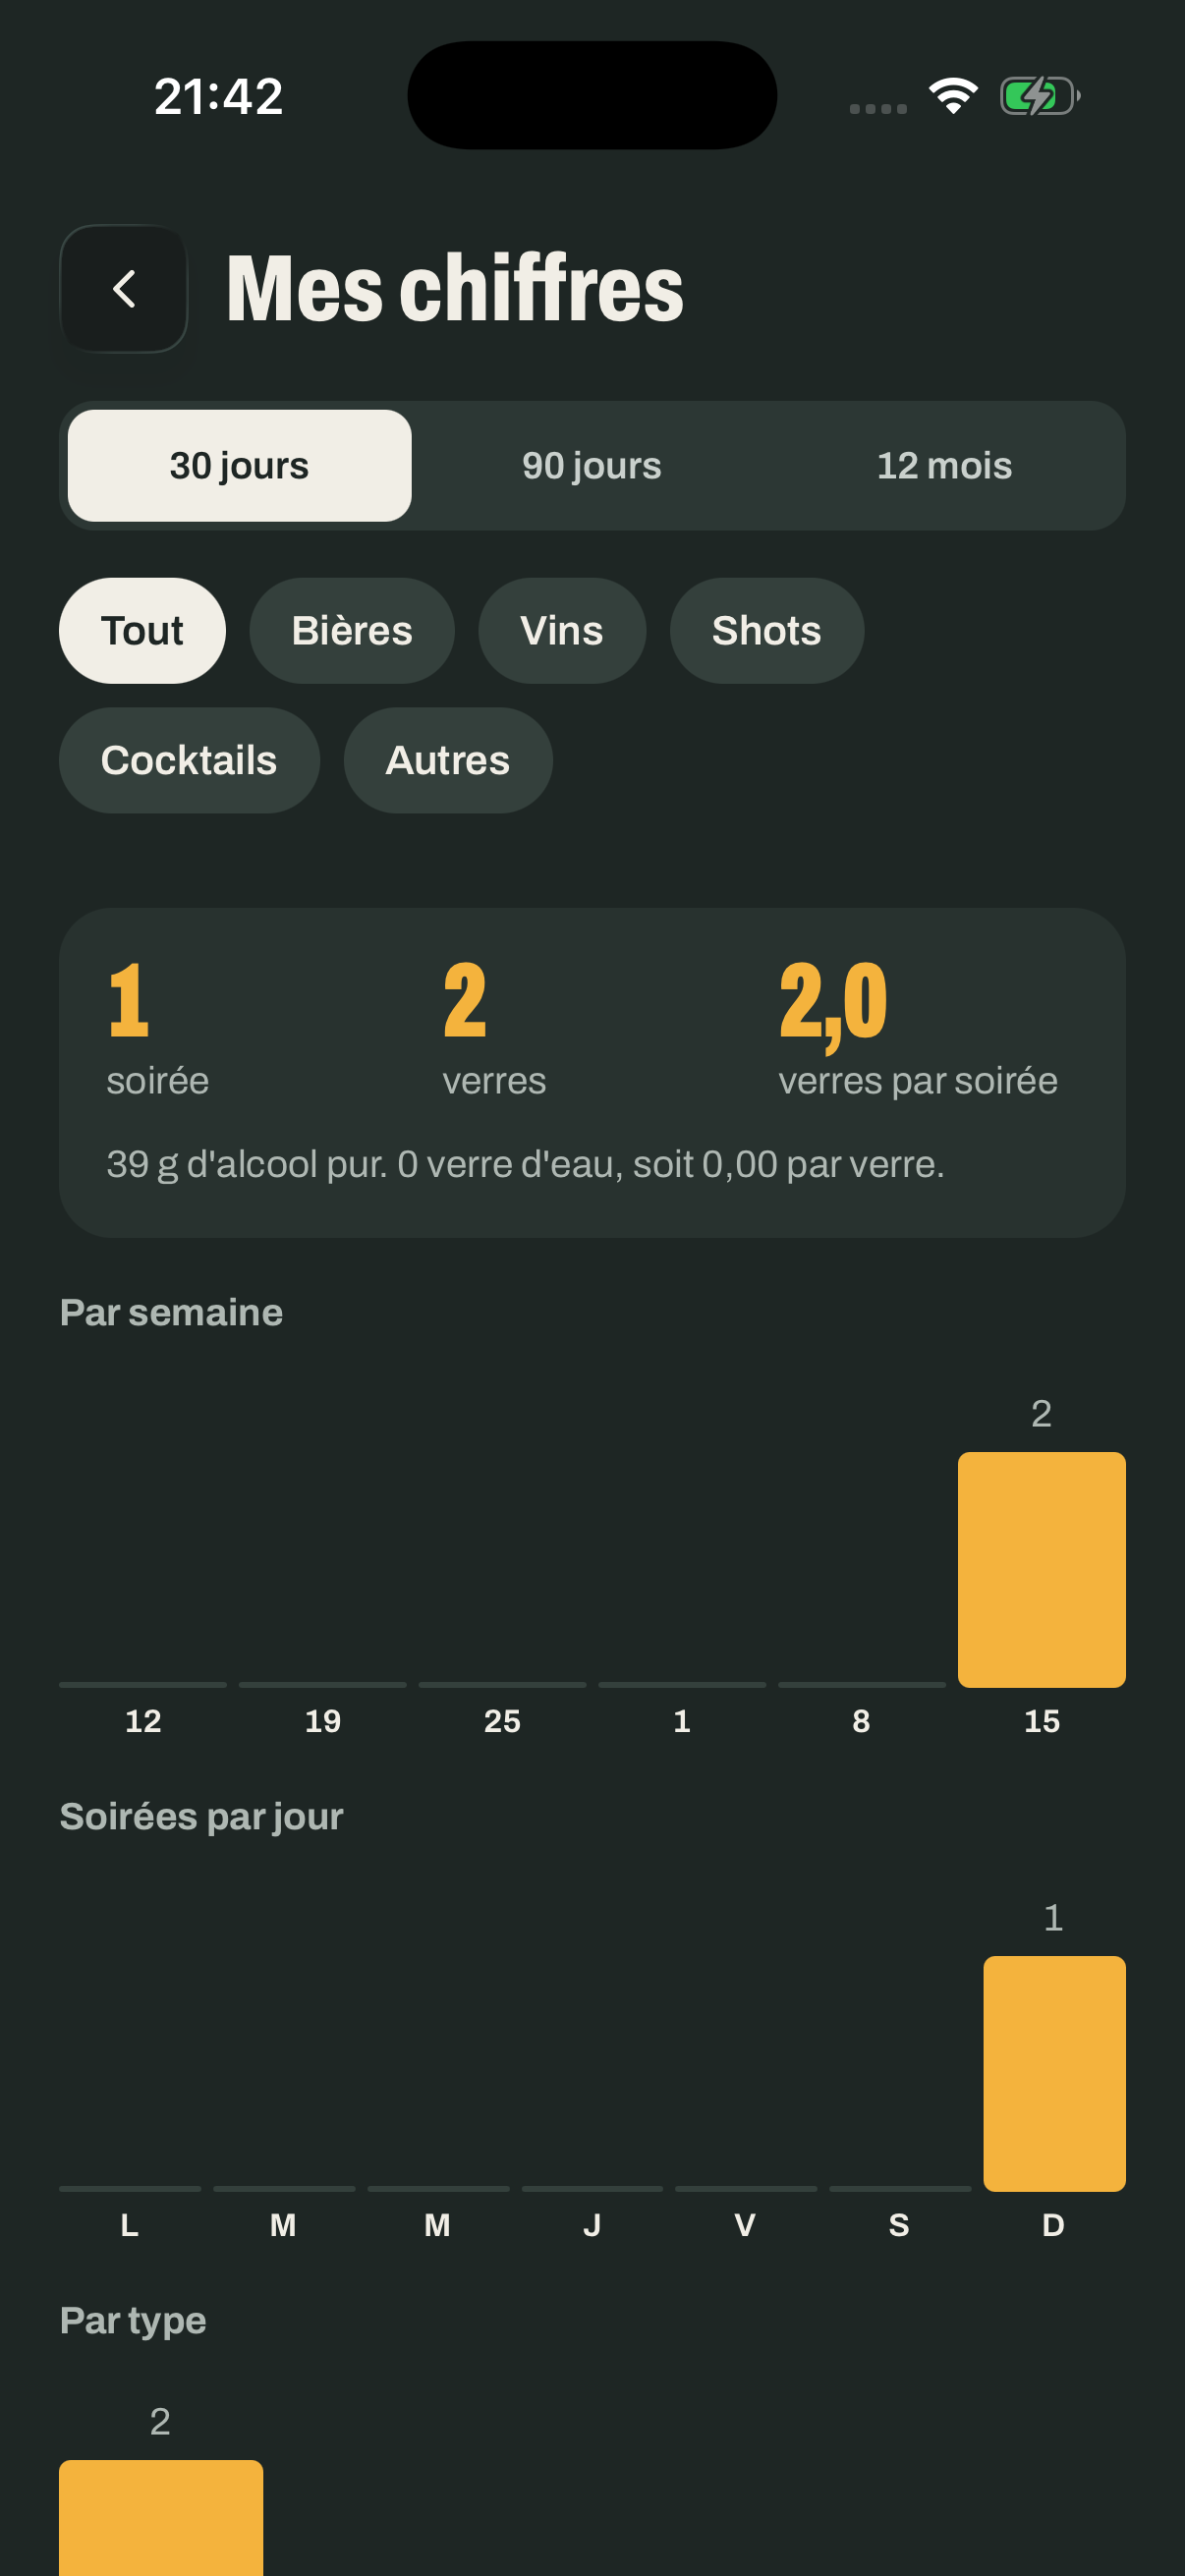 21:42
Mes chiffres
30 jours 90 jours 12 mois
Tout Bières Vins Shots
Cocktails Autres
1 2 2,0
soirée verres verres par soirée
39 g d'alcool pur. 0 verre d'eau, soit 0,00 par verre.
Par semaine
2
12 19 25 1 8 15
Soirées par jour
1
L M M J V S D
Par type
2